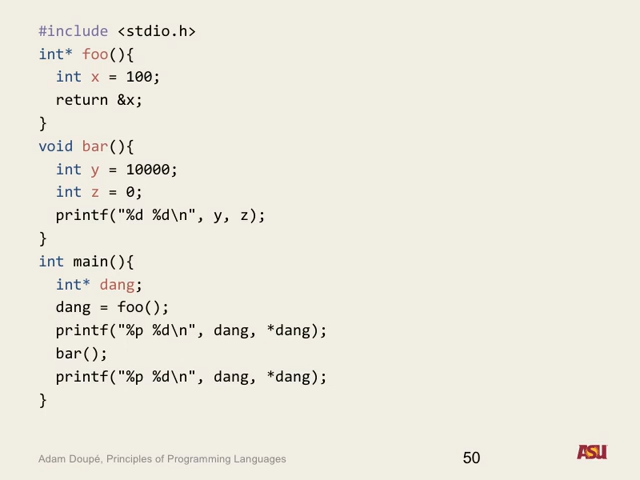 #include <stdio.h>
int* foo(){
  int x = 100;
  return &x;
}
void bar(){
  int y = 10000;
  int z = 0;
  printf("%d %d\n", y, z);
}
int main(){
  int* dang;
  dang = foo();
  printf("%p %d\n", dang, *dang);
  bar();
  printf("%p %d\n", dang, *dang);
}
Adam Doupé, Principles of Programming Languages
50
ASU